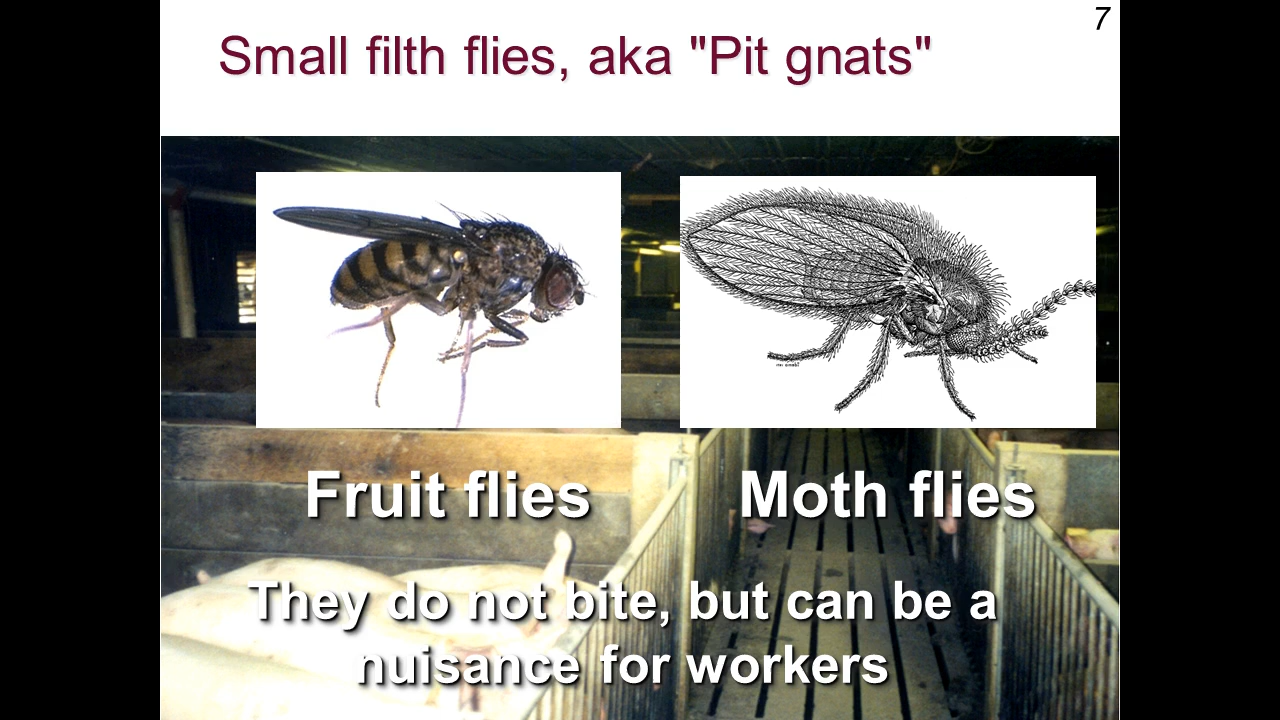 7
Small filth flies, aka "Pit gnats"
Fruit flies
Moth flies
They do not bite, but can be a
nuisance for workers